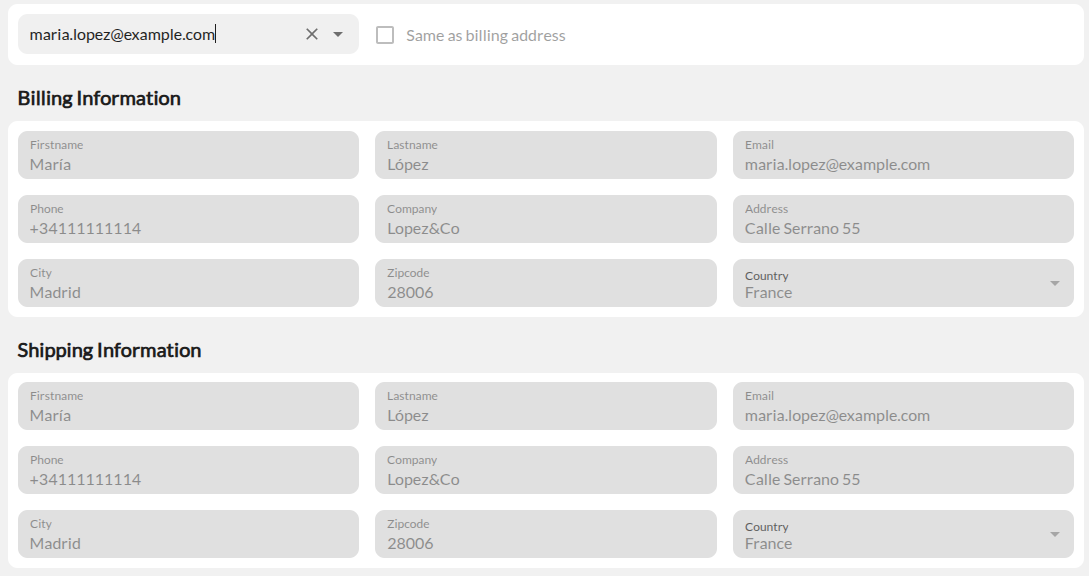 maria.lopez@example.com Same as billing address
Billing Information
Firstname Lastname Email
María López maria.lopez@example.com
Phone Company Address
+34111111114 Lopez&Co Calle Serrano 55
City Zipcode Country
Madrid 28006 France
Shipping Information
Firstname Lastname Email
María López maria.lopez@example.com
Phone Company Address
+34111111114 Lopez&Co Calle Serrano 55
City Zipcode Country
Madrid 28006 France